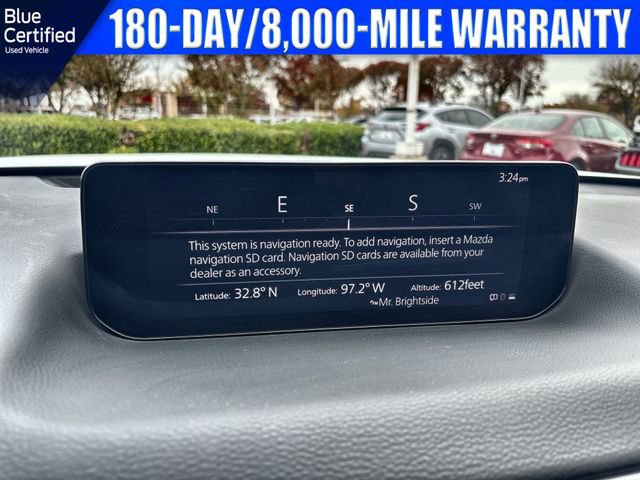 Blue
Certified
Used Vehicle
180-DAY/8,000-MILE WARRANTY
3:24pm
NE E SE S SW
This system is navigation ready. To add navigation, insert a Mazda
navigation SD card. Navigation SD cards are available from your
dealer as an accessory.
Latitude: 32.8° N Longitude: 97.2° W Altitude: 612feet
Mr. Brightside